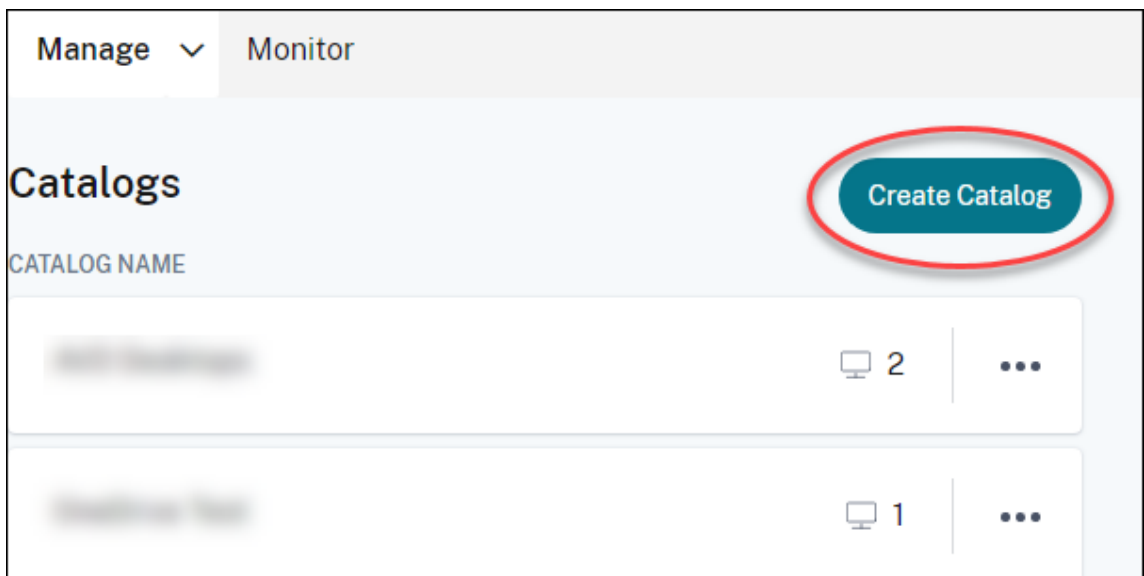 Manage Monitor
Catalogs
Create Catalog
CATALOG NAME
2
1